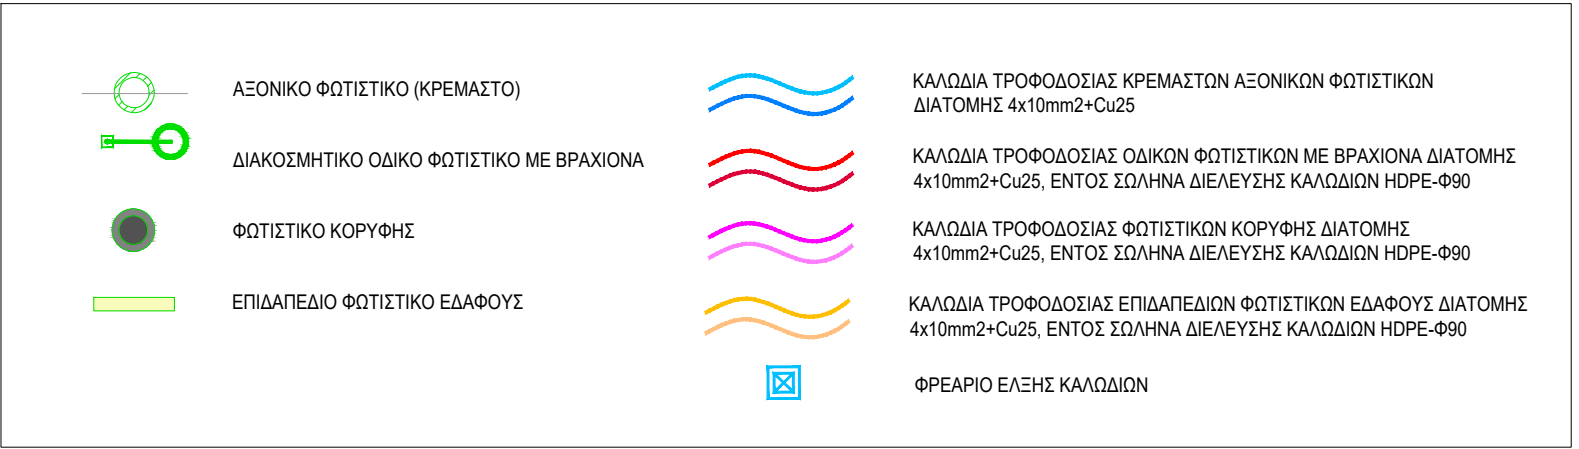 ΑΞΟΝΙΚΟ ΦΩΤΙΣΤΙΚΟ (ΚΡΕΜΑΣΤΟ)
ΔΙΑΚΟΣΜΗΤΙΚΟ ΟΔΙΚΟ ΦΩΤΙΣΤΙΚΟ ΜΕ ΒΡΑΧΙΟΝΑ
ΦΩΤΙΣΤΙΚΟ ΚΟΡΥΦΗΣ
ΕΠΙΔΑΠΕΔΙΟ ΦΩΤΙΣΤΙΚΟ ΕΔΑΦΟΥΣ
ΚΑΛΩΔΙΑ ΤΡΟΦΟΔΟΣΙΑΣ ΚΡΕΜΑΣΤΩΝ ΑΞΟΝΙΚΩΝ ΦΩΤΙΣΤΙΚΩΝ
ΔΙΑΤΟΜΗΣ 4x10mm2+Cu25
ΚΑΛΩΔΙΑ ΤΡΟΦΟΔΟΣΙΑΣ ΟΔΙΚΩΝ ΦΩΤΙΣΤΙΚΩΝ ΜΕ ΒΡΑΧΙΟΝΑ ΔΙΑΤΟΜΗΣ
4x10mm2+Cu25, ΕΝΤΟΣ ΣΩΛΗΝΑ ΔΙΕΛΕΥΣΗΣ ΚΑΛΩΔΙΩΝ HDPE-Φ90
ΚΑΛΩΔΙΑ ΤΡΟΦΟΔΟΣΙΑΣ ΦΩΤΙΣΤΙΚΩΝ ΚΟΡΥΦΗΣ ΔΙΑΤΟΜΗΣ
4x10mm2+Cu25, ΕΝΤΟΣ ΣΩΛΗΝΑ ΔΙΕΛΕΥΣΗΣ ΚΑΛΩΔΙΩΝ HDPE-Φ90
ΚΑΛΩΔΙΑ ΤΡΟΦΟΔΟΣΙΑΣ ΕΠΙΔΑΠΕΔΙΩΝ ΦΩΤΙΣΤΙΚΩΝ ΕΔΑΦΟΥΣ ΔΙΑΤΟΜΗΣ
4x10mm2+Cu25, ΕΝΤΟΣ ΣΩΛΗΝΑ ΔΙΕΛΕΥΣΗΣ ΚΑΛΩΔΙΩΝ HDPE-Φ90
ΦΡΕΑΡΙΟ ΕΛΞΗΣ ΚΑΛΩΔΙΩΝ